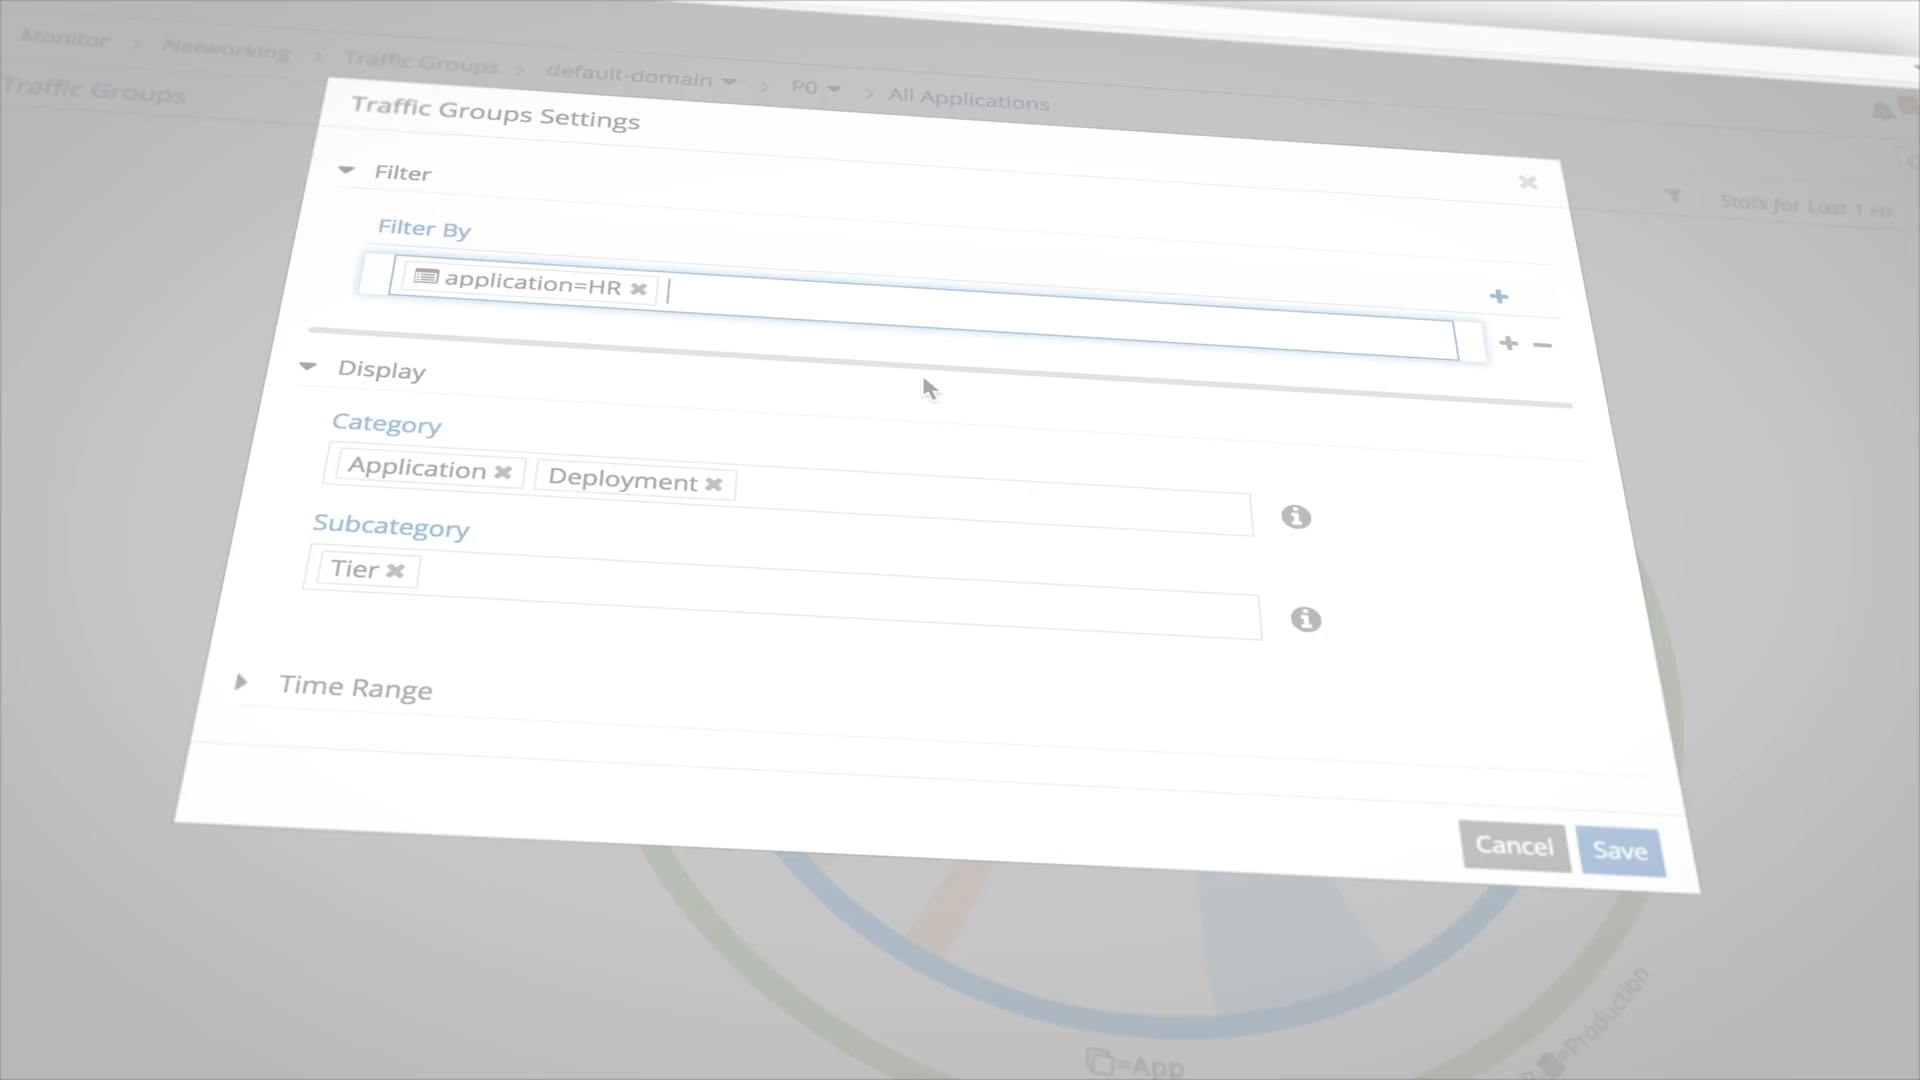 Monitor > Networking > Traffic Groups > default-domain > P0 > All Applications
Traffic Groups
Traffic Groups Settings
Filter
Stats for Last 1 Hr
Filter By
application=HR
Display
Category
Application Deployment
Subcategory
Tier
Time Range
Cancel Save
=Production
=App